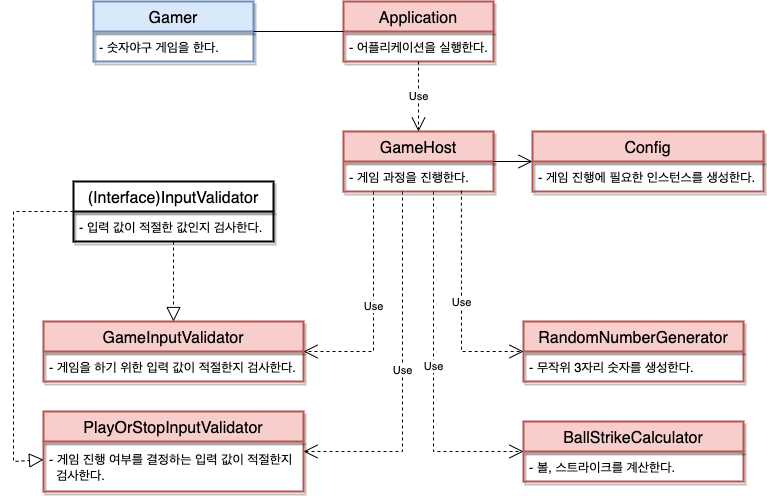 Gamer
- 숫자야구 게임을 한다.
Application
- 어플리케이션을 실행한다.
Use
GameHost
- 게임 과정을 진행한다.
Config
- 게임 진행에 필요한 인스턴스를 생성한다.
(Interface)InputValidator
- 입력 값이 적절한 값인지 검사한다.
Use
Use
Use
Use
GameInputValidator
- 게임을 하기 위한 입력 값이 적절한지 검사한다.
RandomNumberGenerator
- 무작위 3자리 숫자를 생성한다.
PlayOrStopInputValidator
- 게임 진행 여부를 결정하는 입력 값이 적절한지
검사한다.
BallStrikeCalculator
- 볼, 스트라이크를 계산한다.